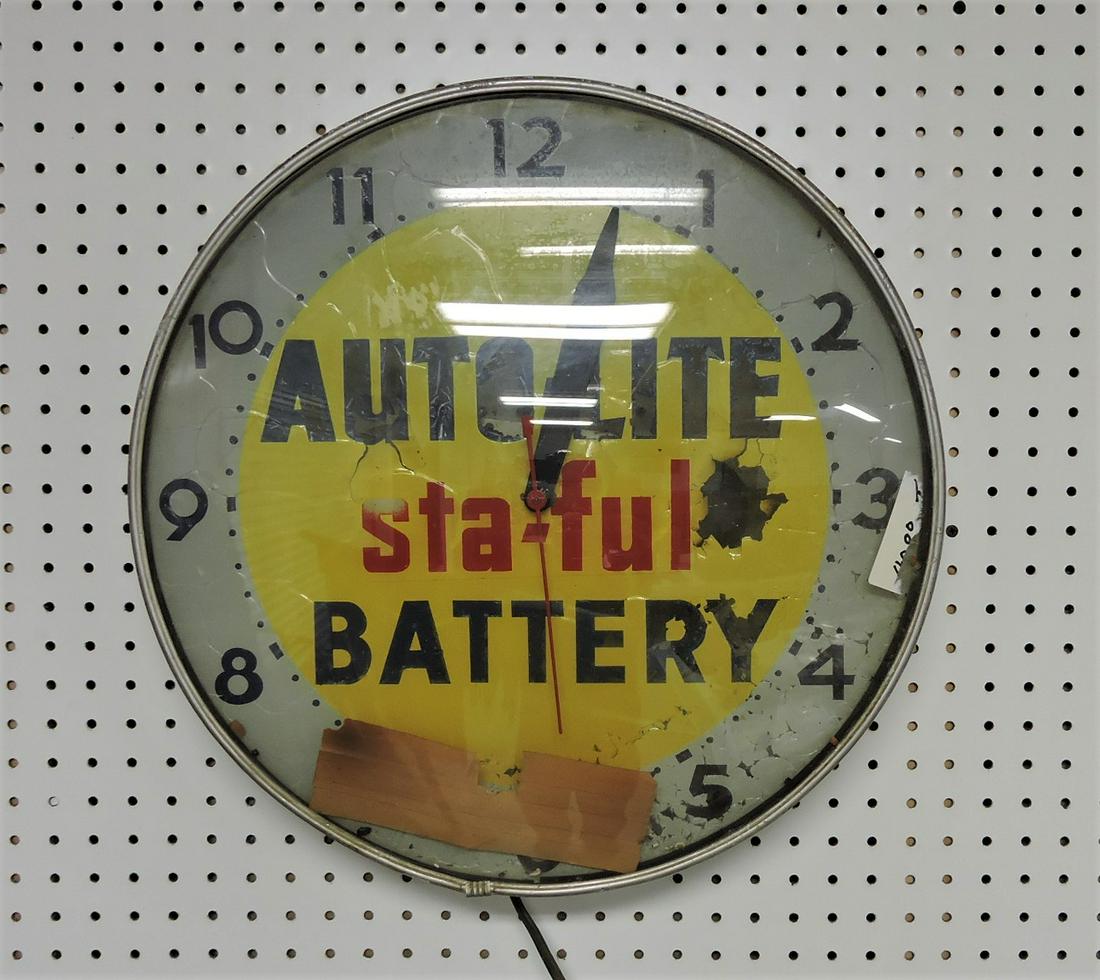 12
11 1
10 2
AUTO-LITE
9 sta-ful 3
BATTERY
8 4
5